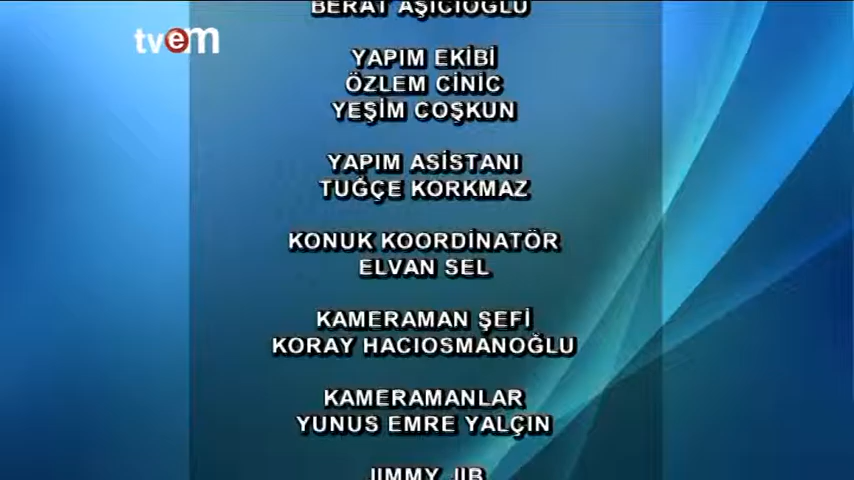 BERAT AŞICIOĞLU
tvem
YAPIM EKİBİ
ÖZLEM CİNİC
YEŞİM COŞKUN
YAPIM ASİSTANI
TUĞÇE KORKMAZ
KONUK KOORDİNATÖR
ELVAN SEL
KAMERAMAN ŞEFİ
KORAY HACIOSMANOĞLU
KAMERAMANLAR
YUNUS EMRE YALÇIN
JIMMY JIB